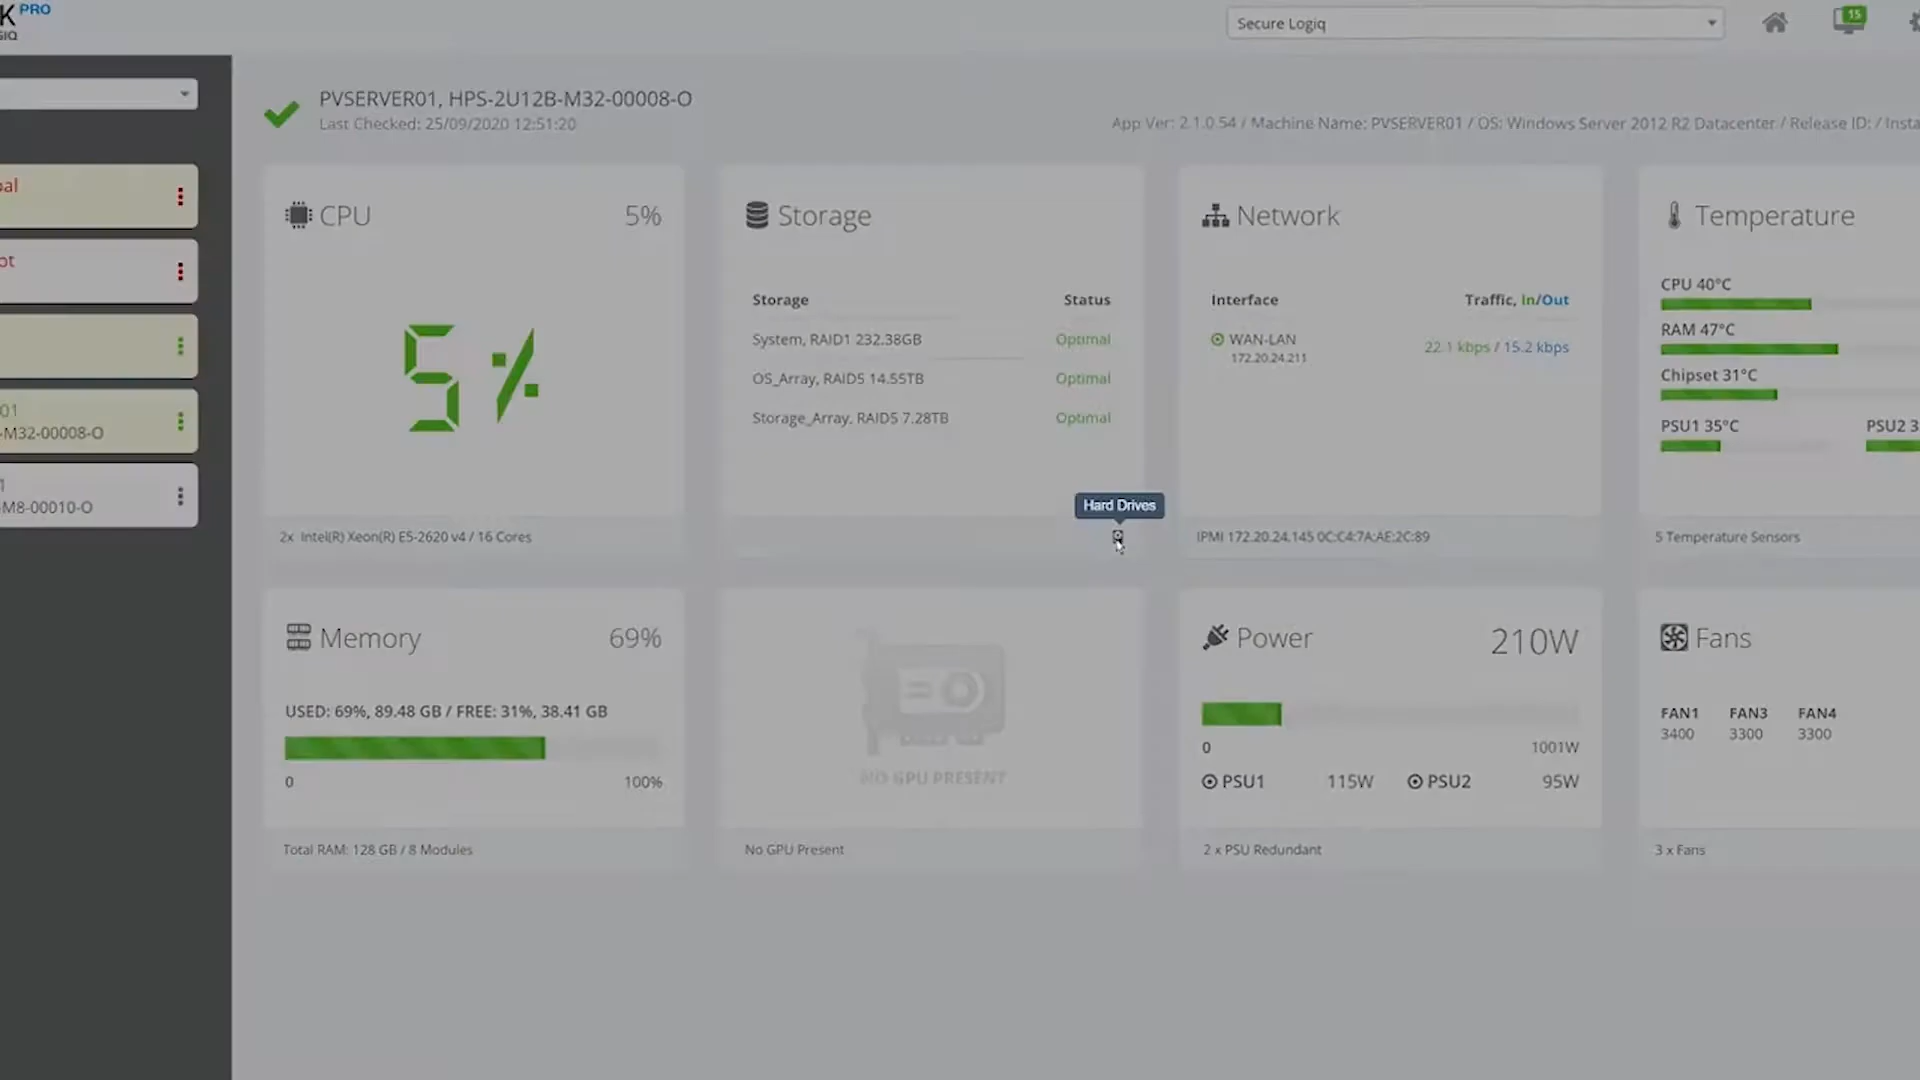 K PRO
GIQ
Secure Logiq
15
PVSERVER01, HPS-2U12B-M32-00008-O
Last Checked: 25/09/2020 12:51:20
App Ver: 2.1.0.54 / Machine Name: PVSERVER01 / OS: Windows Server 2012 R2 Datacenter / Release ID: / Insta
bal
ot
01
-M32-00008-O
1
M8-00010-O
CPU 5%
5%
2x Intel(R) Xeon(R) E5-2620 v4 / 16 Cores
Storage
Storage Status
System, RAID1 232.38GB Optimal
OS_Array, RAID5 14.55TB Optimal
Storage_Array, RAID5 7.28TB Optimal
Hard Drives
Network
Interface Traffic, In/Out
WAN-LAN 22.1 kbps / 15.2 kbps
172.20.24.211
IPMI 172.20.24.145 0C:C4:7A:AE:2C:89
Temperature
CPU 40°C
RAM 47°C
Chipset 31°C
PSU1 35°C PSU2 3
5 Temperature Sensors
Memory 69%
USED: 69%, 89.48 GB / FREE: 31%, 38.41 GB
0 100%
Total RAM: 128 GB / 8 Modules
NO GPU PRESENT
No GPU Present
Power 210W
0 1001W
PSU1 115W PSU2 95W
2 x PSU Redundant
Fans
FAN1 FAN3 FAN4
3400 3300 3300
3 x Fans